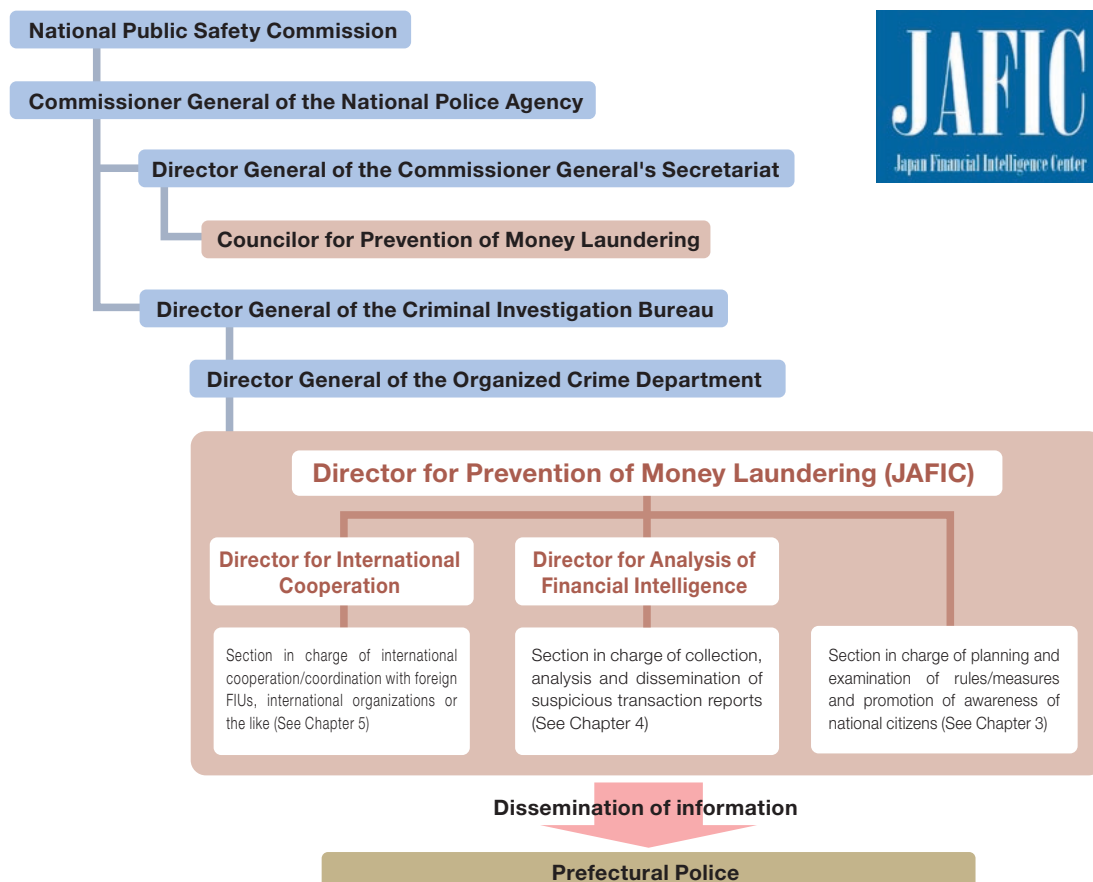 National Public Safety Commission
JAFIC
Japan Financial Intelligence Center
Commissioner General of the National Police Agency
Director General of the Commissioner General's Secretariat
Councilor for Prevention of Money Laundering
Director General of the Criminal Investigation Bureau
Director General of the Organized Crime Department
Director for Prevention of Money Laundering (JAFIC)
Director for International
Cooperation
Director for Analysis of
Financial Intelligence
Section in charge of international
cooperation/coordination with foreign
FIUs, international organizations or
the like (See Chapter 5)
Section in charge of collection,
analysis and dissemination of
suspicious transaction reports
(See Chapter 4)
Section in charge of planning and
examination of rules/measures
and promotion of awareness of
national citizens (See Chapter 3)
Dissemination of information
Prefectural Police